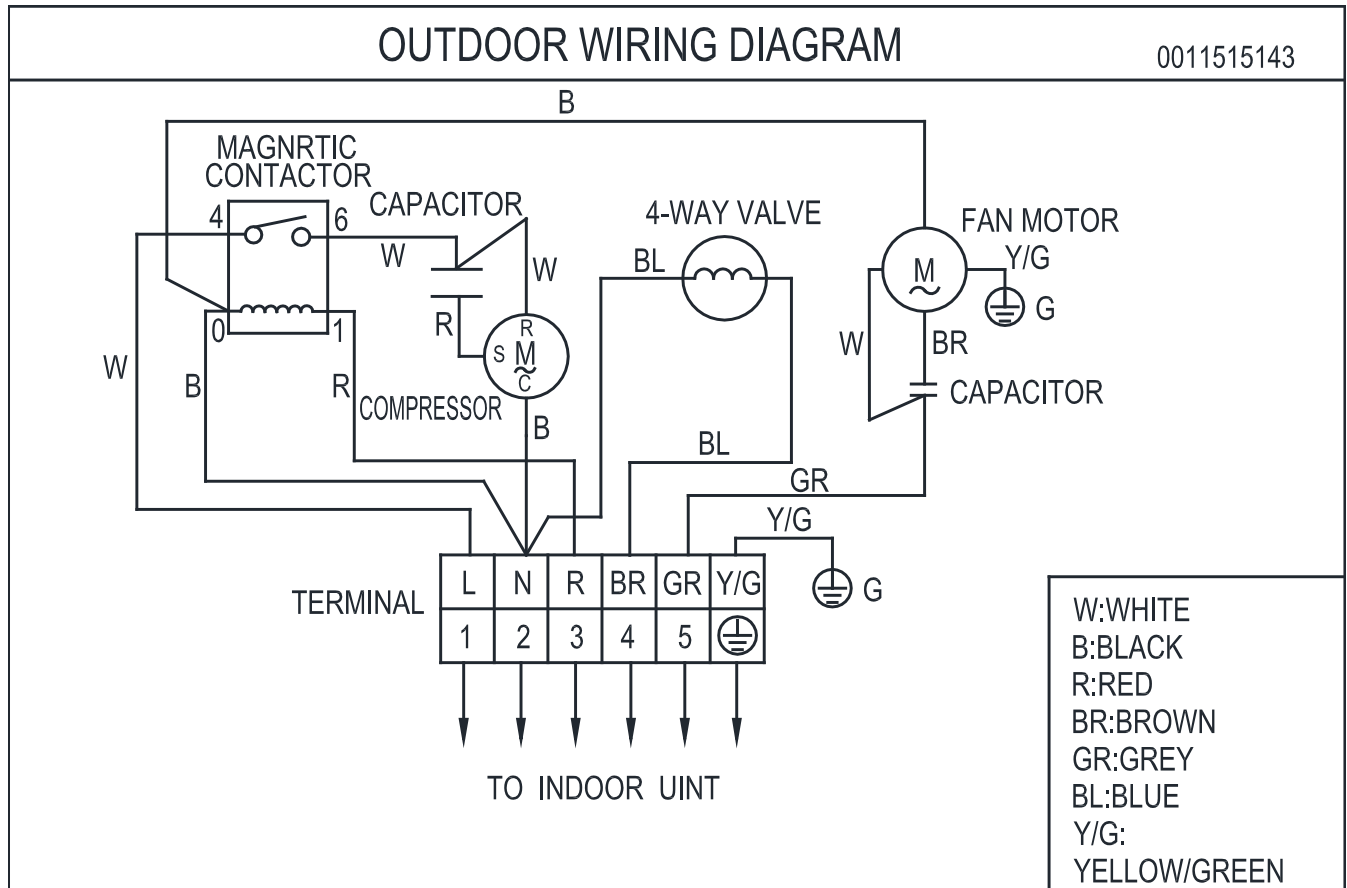 OUTDOOR WIRING DIAGRAM
0011515143
B
MAGNRTIC
CONTACTOR
CAPACITOR
4-WAY VALVE
FAN MOTOR
4
6
W
W
BL
M
Y/G
G
0
1
R
R
S
M
C
W
BR
W
B
R
COMPRESSOR
B
CAPACITOR
BL
GR
Y/G
TERMINAL
L N R BR GR Y/G
G
1 2 3 4 5
TO INDOOR UINT
W:WHITE
B:BLACK
R:RED
BR:BROWN
GR:GREY
BL:BLUE
Y/G:
YELLOW/GREEN